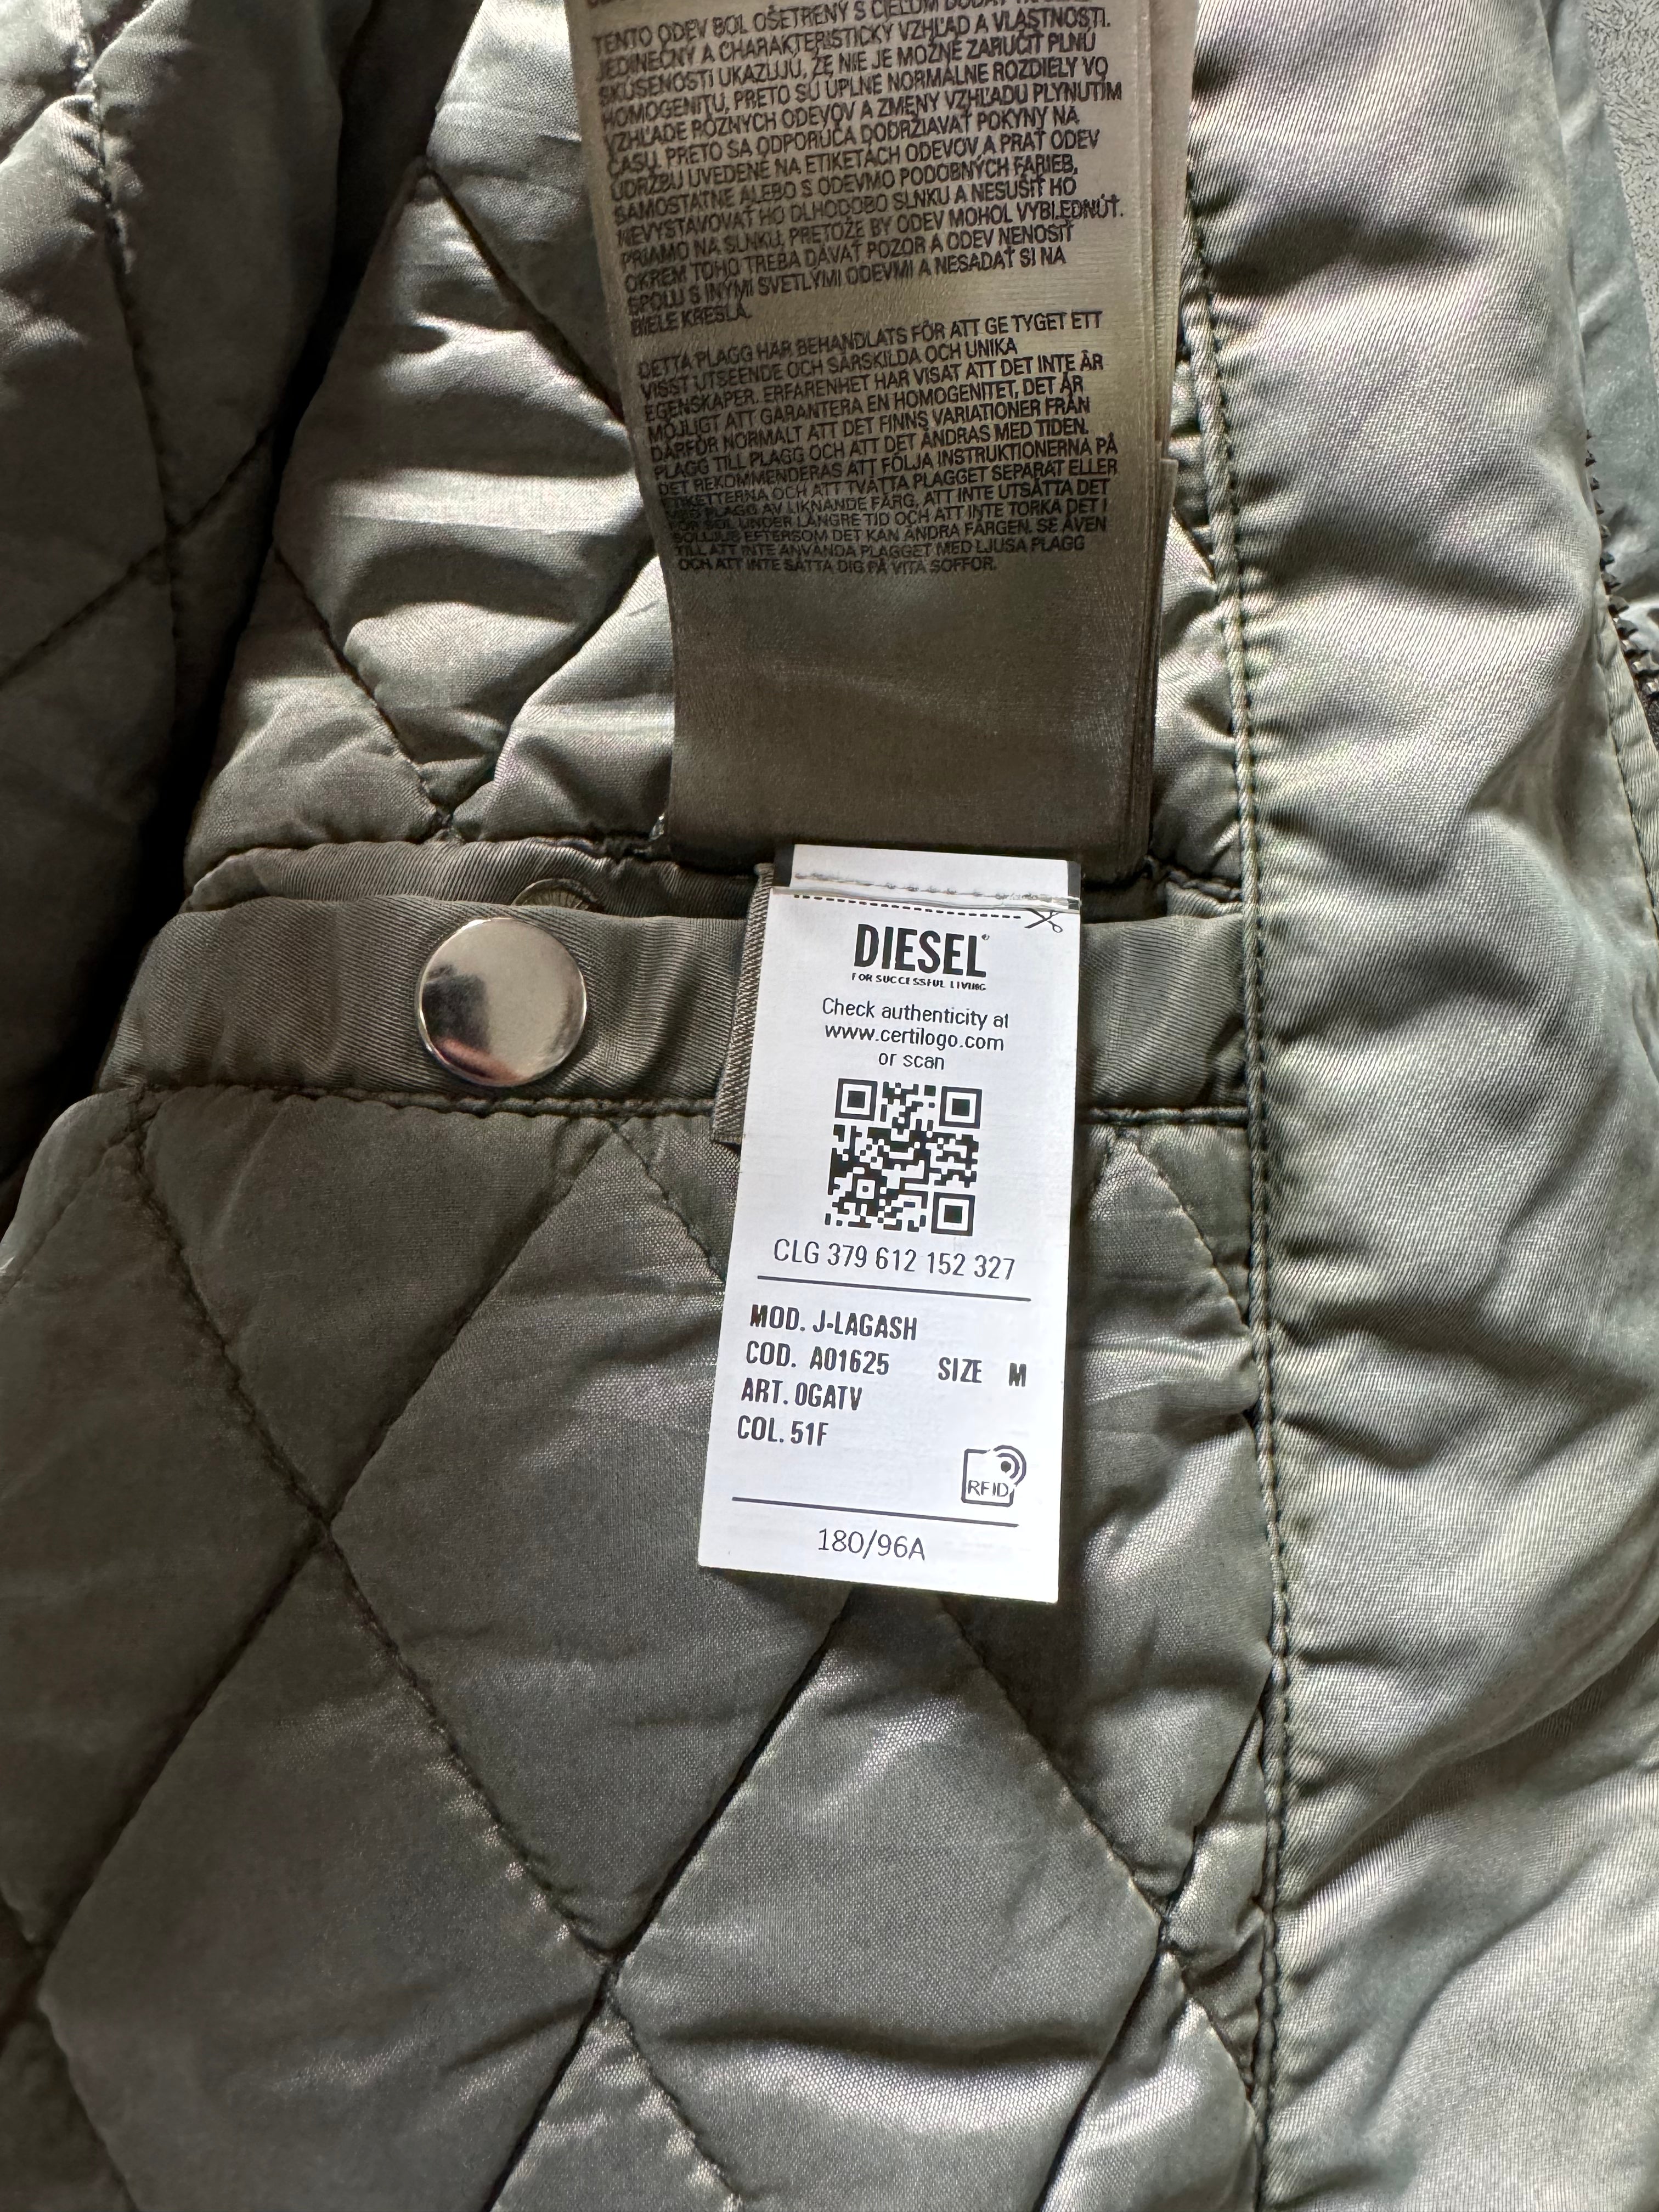 TENTO ODEV BOL OŠETRENÝ S CIEĽOM DODAŤ
JEDINEČNÝ A CHARAKTERISTICKÝ VZHĽAD A VLASTNOSTI.
SKÚSENOSTI UKAZUJÚ, ŽE NIE JE MOŽNÉ ZARUČIŤ PLNÚ
HOMOGENITU, PRETO SÚ ÚPLNE NORMÁLNE ROZDIELY VO
VZHĽADE RÔZNYCH ODEVOV A ZMENY VZHĽADU PLYNUTÍM
ČASU. PRETO SA ODPORÚČA DODRŽIAVAŤ POKYNY NA
ÚDRŽBU UVEDENÉ NA ETIKETÁCH ODEVOV A PRAŤ ODEV
SAMOSTATNE ALEBO S ODEVMO PODOBNÝCH FARIEB,
NEVYSTAVOVAŤ HO DLHODOBO SLNKU A NESUŠIŤ HO
PRIAMO NA SLNKU, PRETOŽE BY ODEV MOHOL VYBLEDNÚŤ.
OKREM TOHO TREBA DÁVAŤ POZOR A ODEV NENOSIŤ
SPOLU S INÝMI SVETLÝMI ODEVMI A NESADAŤ SI NA
BIELE KRESLÁ.
DETTA PLAGG HAR BEHANDLATS FÖR ATT GE TYGET ETT
VISST UTSEENDE OCH SÄRSKILDA OCH UNIKA
EGENSKAPER. ERFARENHET HAR VISAT ATT DET INTE ÄR
MÖJLIGT ATT GARANTERA EN HOMOGENITET, DET ÄR
DÄRFÖR NORMALT ATT DET FINNS VARIATIONER FRÅN
PLAGG TILL PLAGG OCH ATT DET ÄNDRAS MED TIDEN.
DET REKOMMENDERAS ATT FÖLJA INSTRUKTIONERNA PÅ
ETIKETTERNA OCH ATT TVÄTTA PLAGGET SEPARAT ELLER
MED PLAGG AV LIKNANDE FÄRG, ATT INTE UTSÄTTA DET
FÖR SOL UNDER LÄNGRE TID OCH ATT INTE TORKA DET I
SOLLJUS EFTERSOM DET KAN ÄNDRA FÄRGEN. SE ÄVEN
TILL ATT INTE ANVÄNDA PLAGGET MED LJUSA PLAGG
OCH ATT INTE SÄTTA DIG PÅ VITA SOFFOR.
DIESEL
FOR SUCCESSFUL LIVING
Check authenticity at
www.certilogo.com
or scan
CLG 379 612 152 327
MOD. J-LAGASH
COD. A01625 SIZE M
ART. 0GATV
COL. 51F
RFID
180/96A